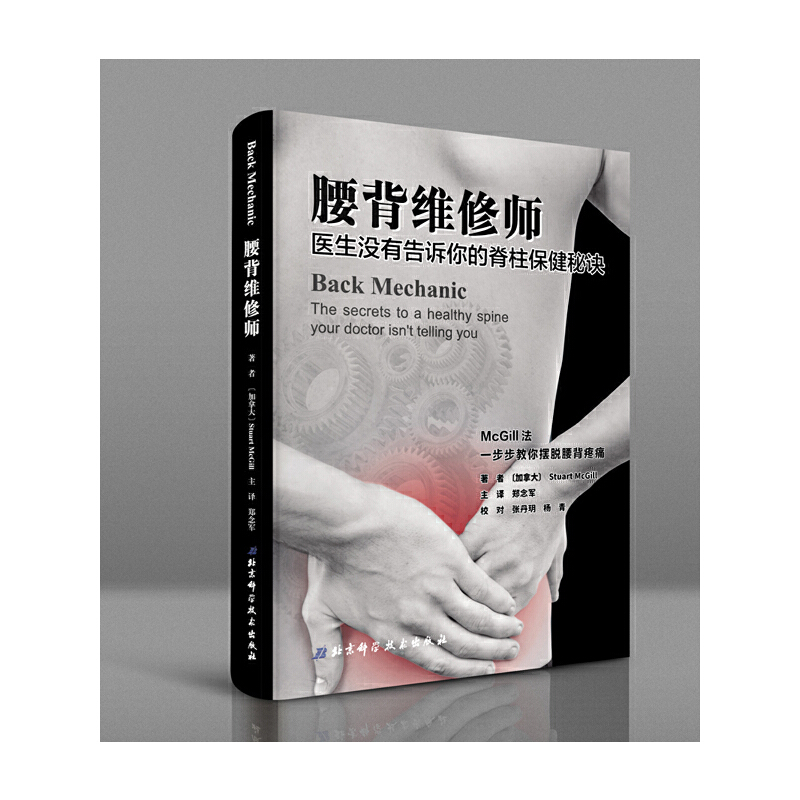 Back Mechanic
腰背维修师
著 者 〔加拿大〕Stuart McGill 主 译 郑念军
北京科学技术出版社
腰背维修师
医生没有告诉你的脊柱保健秘诀
Back Mechanic
The secrets to a healthy spine
your doctor isn't telling you
McGill 法
一步步教你摆脱腰背疼痛
著 者 〔加拿大〕 Stuart McGill
主 译 郑念军
校 对 张丹玥 杨 青
北京科学技术出版社